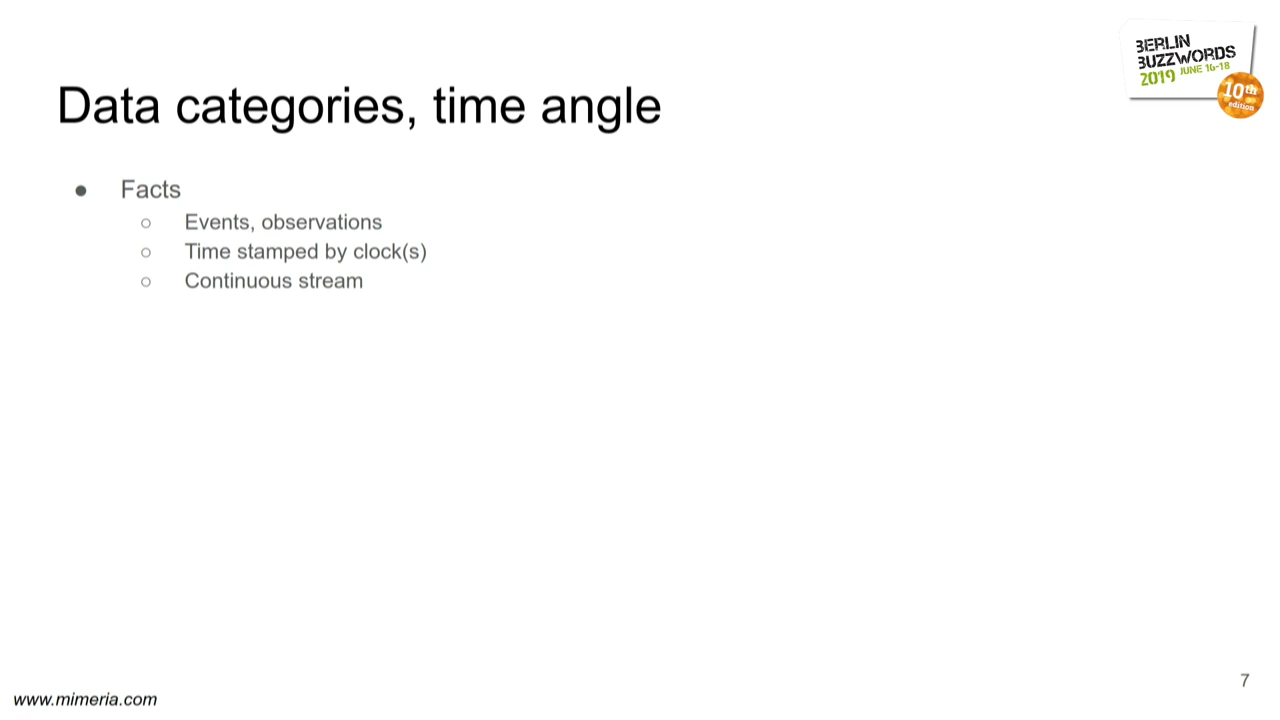 BERLIN
BUZZWORDS
2019 JUNE 16-18
10th
edition
Data categories, time angle
● Facts
○ Events, observations
○ Time stamped by clock(s)
○ Continuous stream
7
www.mimeria.com